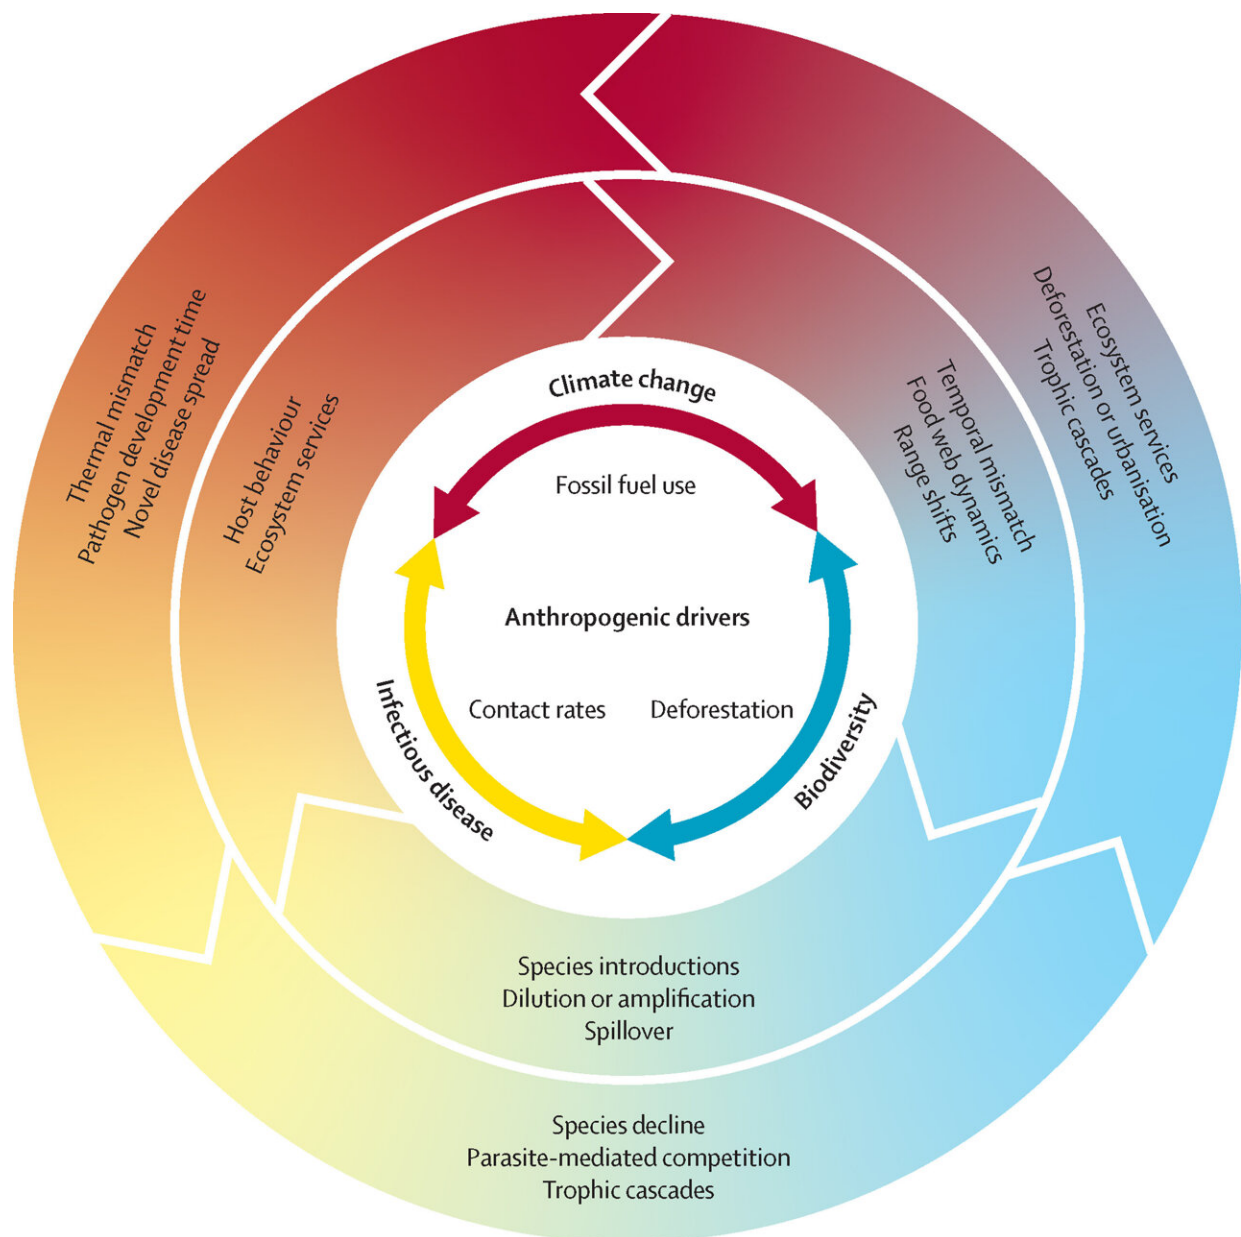 Thermal mismatch
Pathogen development time
Novel disease spread
Host behaviour
Ecosystem services
Climate change
Fossil fuel use
Anthropogenic drivers
Contact rates
Deforestation
Infectious disease
Biodiversity
Temporal mismatch
Food web dynamics
Range shifts
Ecosystem services
Deforestation or urbanisation
Trophic cascades
Species introductions
Dilution or amplification
Spillover
Species decline
Parasite-mediated competition
Trophic cascades